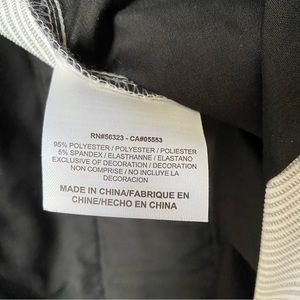 RN#56323 - CA#05553
95% POLYESTER / POLYESTER / POLIESTER
5% SPANDEX / ELASTHANNE / ELASTANO
EXCLUSIVE OF DECORATION / DECORATION
NON COMPRISE / NO INCLUYE LA
DECORACION
MADE IN CHINA/FABRIQUE EN
CHINE/HECHO EN CHINA